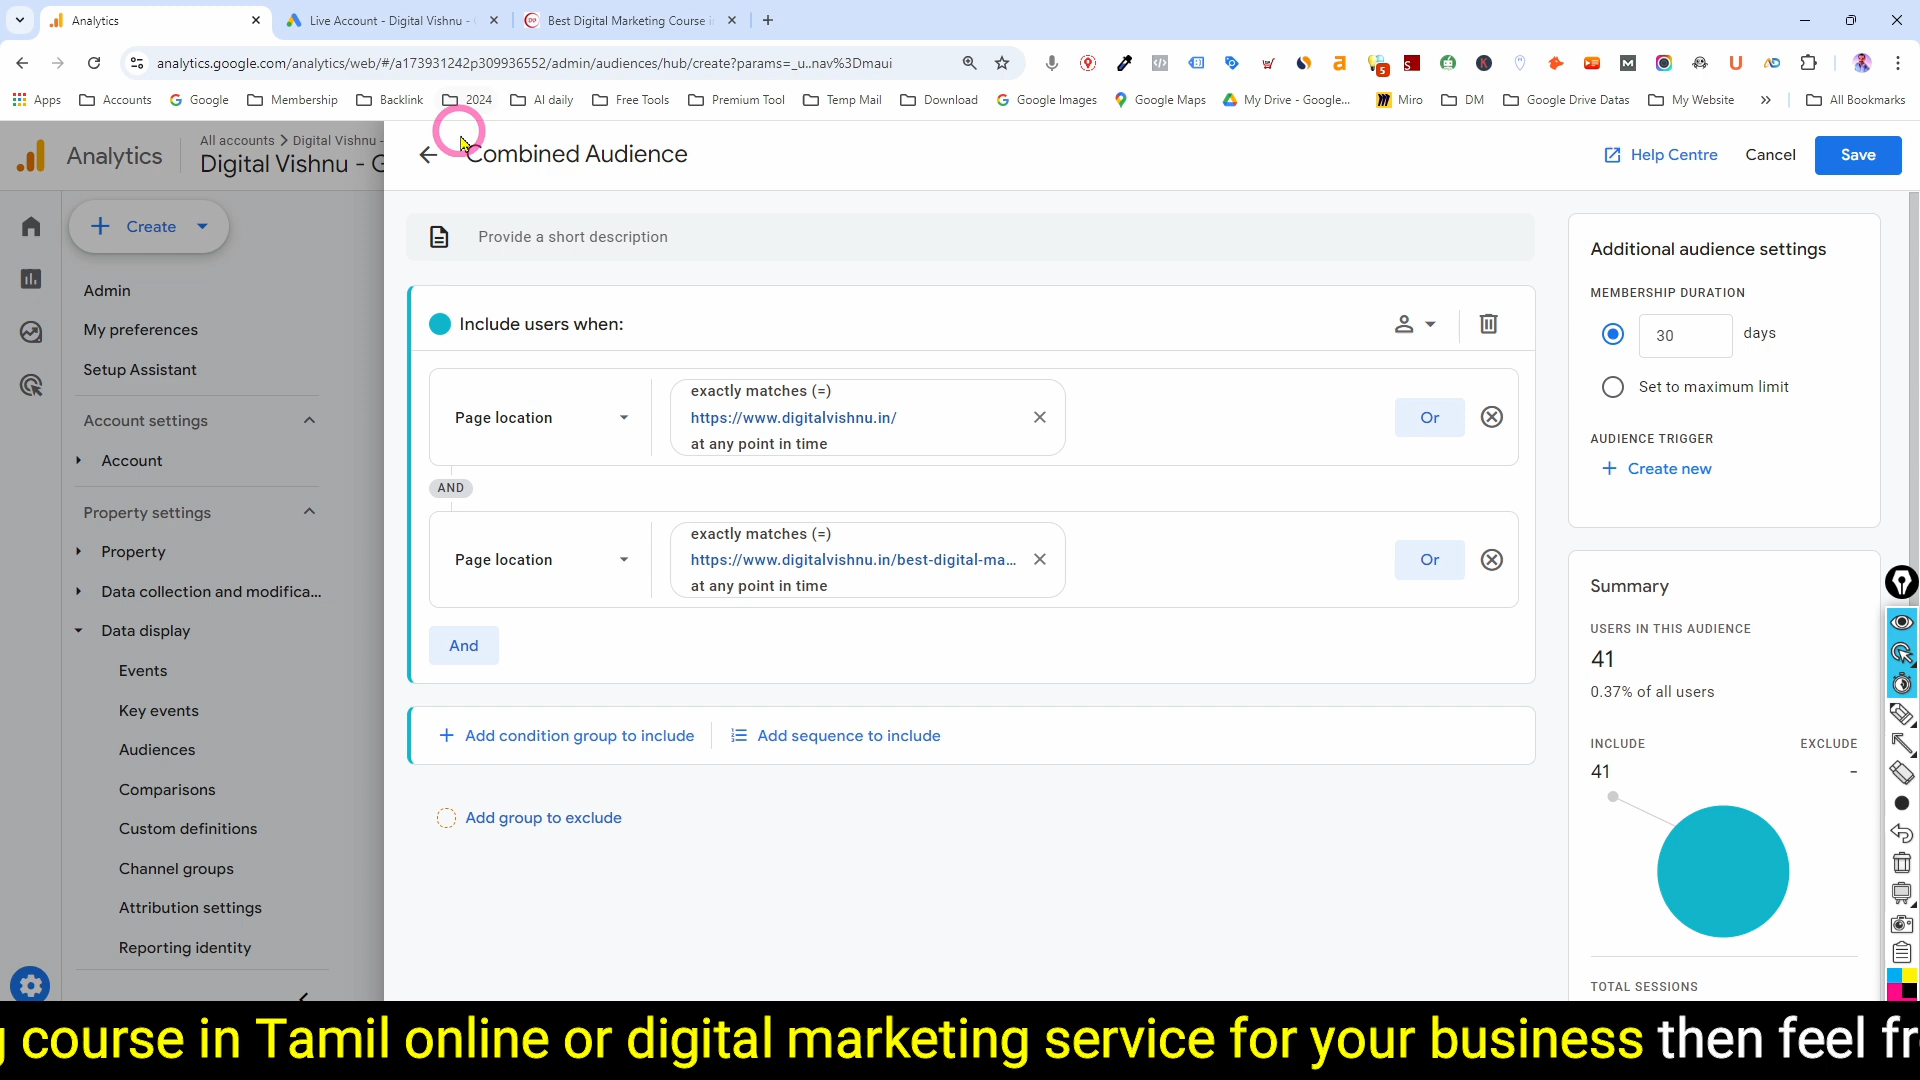 Analytics
Live Account - Digital Vishnu -
Best Digital Marketing Course i
analytics.google.com/analytics/web/#/a173931242p309936552/admin/audiences/hub/create?params=_u..nav%3Dmaui
5
Apps
Accounts
Google
Membership
Backlink
2024
AI daily
Free Tools
Premium Tool
Temp Mail
Download
Google Images
Google Maps
My Drive - Google...
Miro
DM
Google Drive Datas
My Website
All Bookmarks
Analytics
All accounts > Digital Vishnu -
Digital Vishnu - G
Combined Audience
Help Centre
Cancel
Save
Create
Admin
My preferences
Setup Assistant
Account settings
Account
Property settings
Property
Data collection and modifica...
Data display
Events
Key events
Audiences
Comparisons
Custom definitions
Channel groups
Attribution settings
Reporting identity
Provide a short description
Include users when:
Page location
exactly matches (=)
https://www.digitalvishnu.in/
at any point in time
Or
AND
Page location
exactly matches (=)
https://www.digitalvishnu.in/best-digital-ma...
at any point in time
Or
And
Add condition group to include
Add sequence to include
Add group to exclude
Additional audience settings
MEMBERSHIP DURATION
30
days
Set to maximum limit
AUDIENCE TRIGGER
Create new
Summary
USERS IN THIS AUDIENCE
41
0.37% of all users
INCLUDE
EXCLUDE
41
-
TOTAL SESSIONS
course in Tamil online or digital marketing service for your business then feel fr